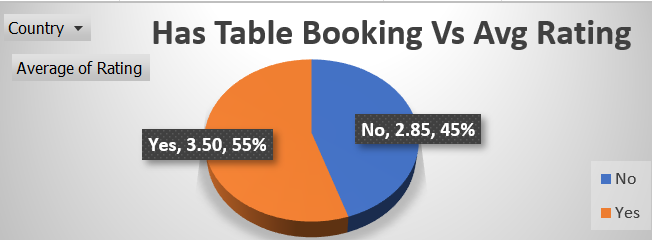 Country
Has Table Booking Vs Avg Rating
Average of Rating
No, 2.85, 45%
Yes, 3.50, 55%
No
Yes